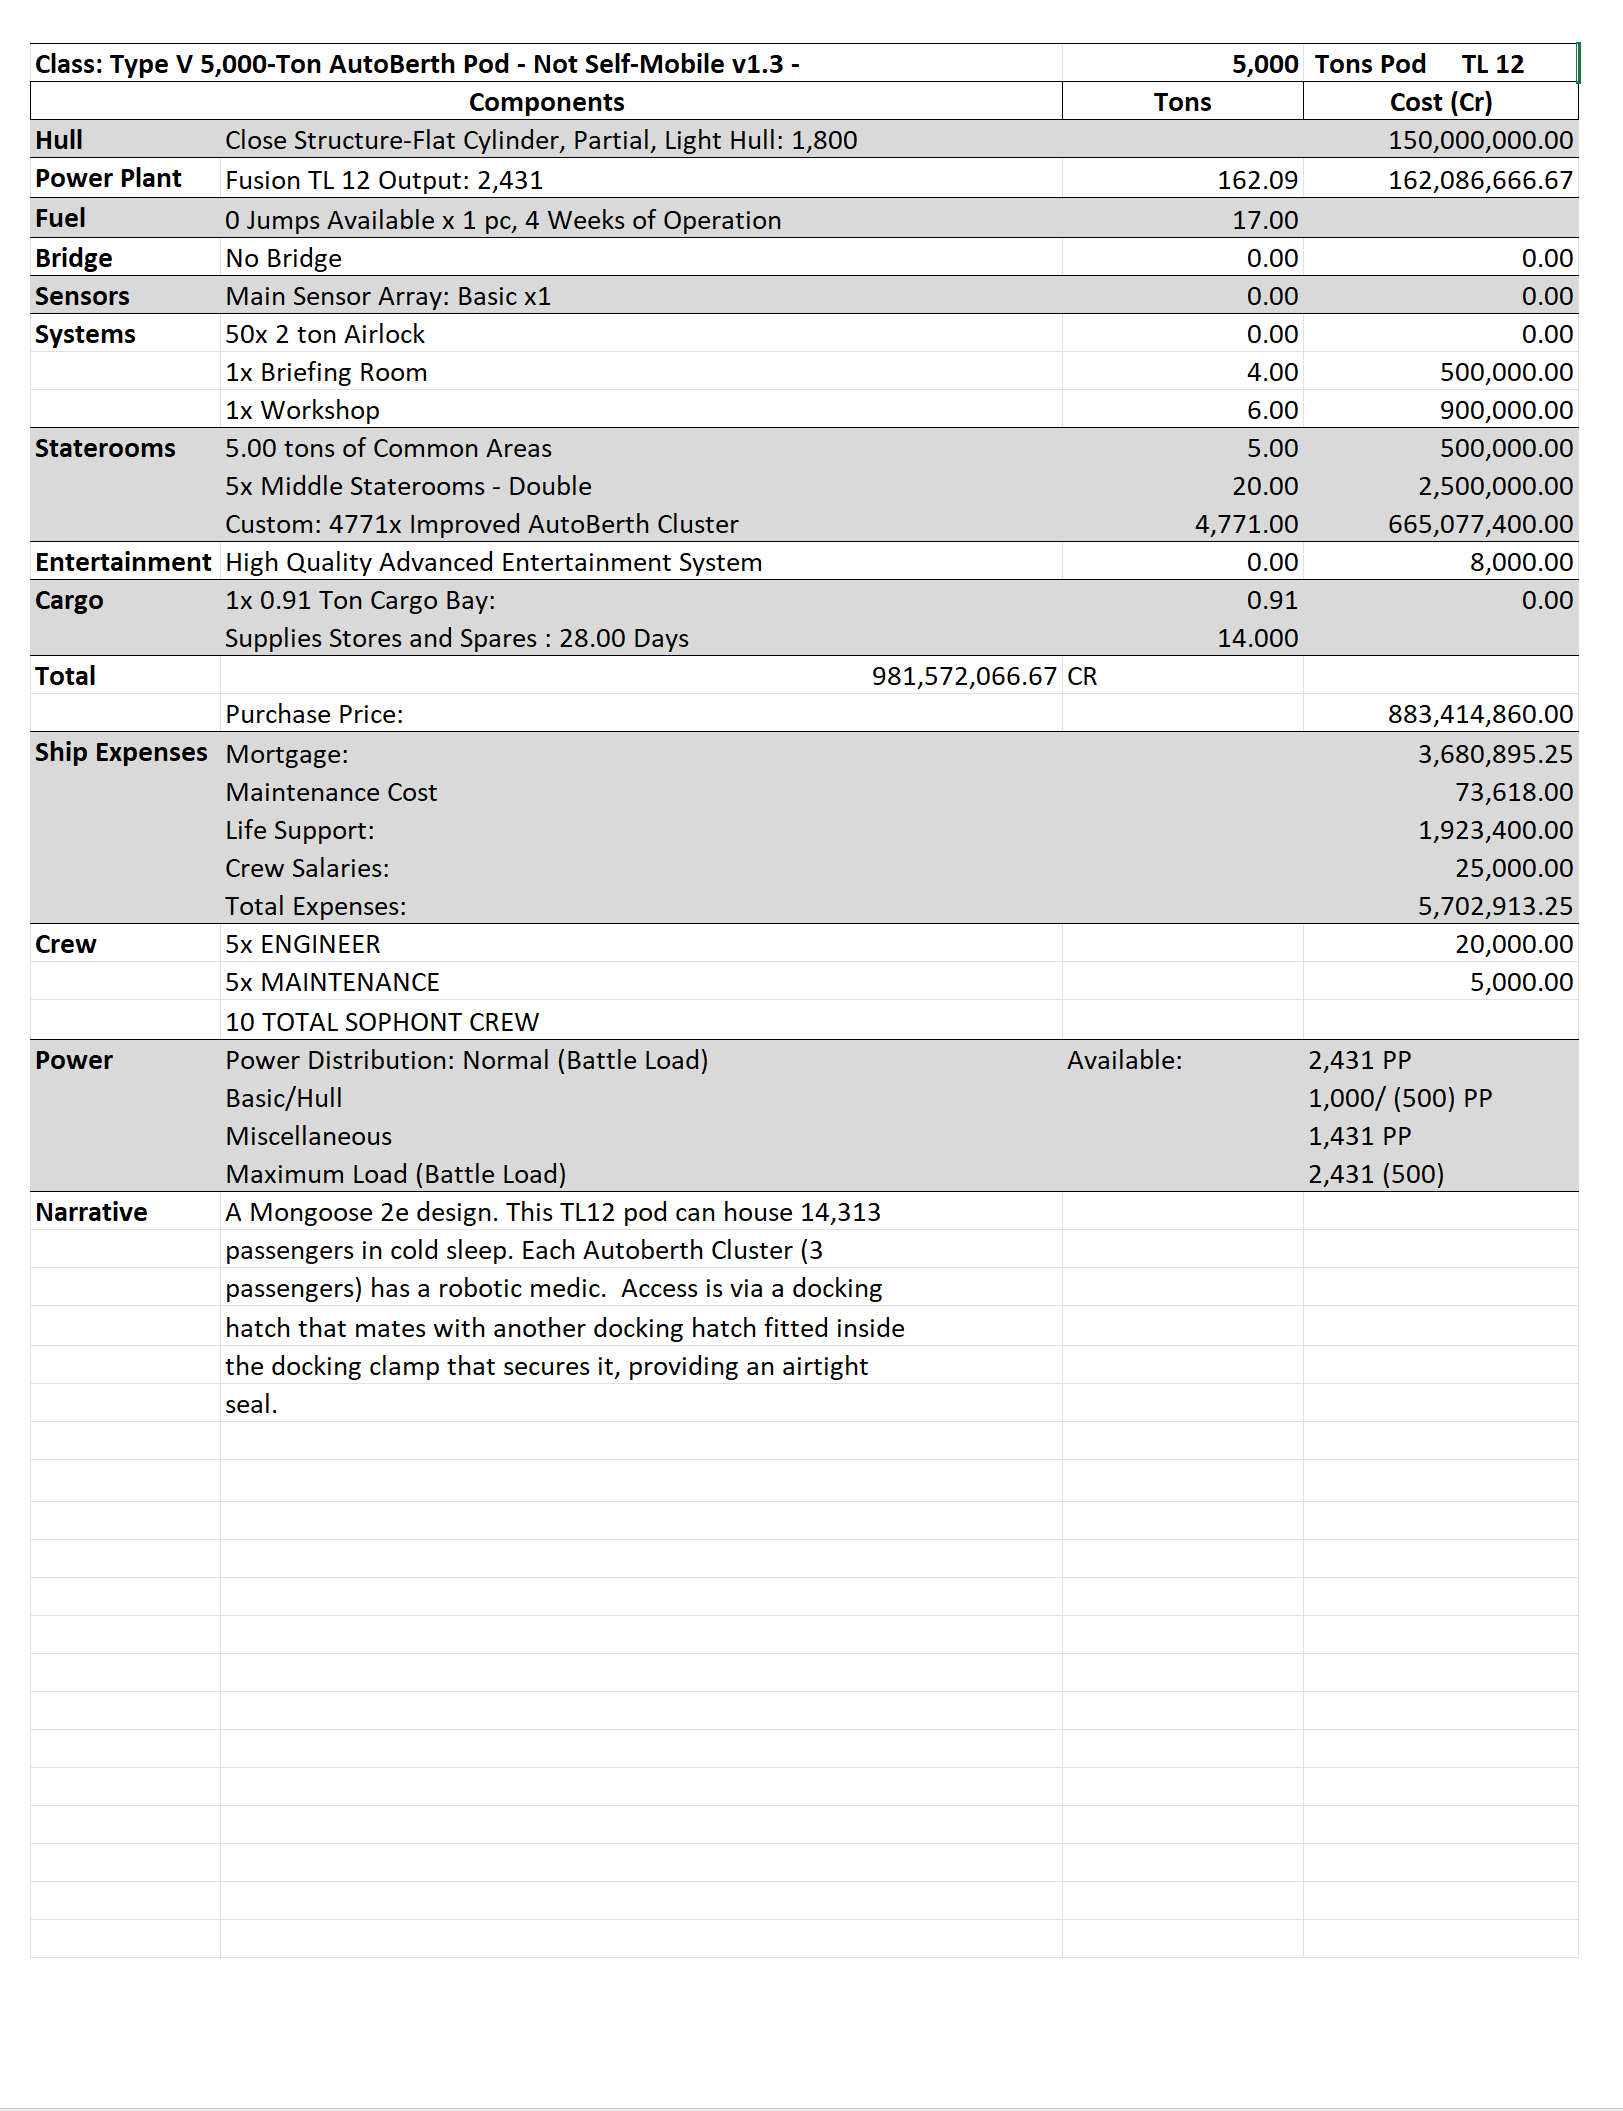 Class: Type V 5,000-Ton AutoBerth Pod - Not Self-Mobile v1.3 - 5,000 Tons Pod TL 12
Components Tons Cost (Cr)
Hull Close Structure-Flat Cylinder, Partial, Light Hull: 1,800 150,000,000.00
Power Plant Fusion TL 12 Output: 2,431 162.09 162,086,666.67
Fuel 0 Jumps Available x 1 pc, 4 Weeks of Operation 17.00
Bridge No Bridge 0.00 0.00
Sensors Main Sensor Array: Basic x1 0.00 0.00
Systems 50x 2 ton Airlock 0.00 0.00
1x Briefing Room 4.00 500,000.00
1x Workshop 6.00 900,000.00
Staterooms 5.00 tons of Common Areas 5.00 500,000.00
5x Middle Staterooms - Double 20.00 2,500,000.00
Custom: 4771x Improved AutoBerth Cluster 4,771.00 665,077,400.00
Entertainment High Quality Advanced Entertainment System 0.00 8,000.00
Cargo 1x 0.91 Ton Cargo Bay: 0.91 0.00
Supplies Stores and Spares : 28.00 Days 14.000
Total 981,572,066.67 CR
Purchase Price: 883,414,860.00
Ship Expenses Mortgage: 3,680,895.25
Maintenance Cost 73,618.00
Life Support: 1,923,400.00
Crew Salaries: 25,000.00
Total Expenses: 5,702,913.25
Crew 5x ENGINEER 20,000.00
5x MAINTENANCE 5,000.00
10 TOTAL SOPHONT CREW
Power Power Distribution: Normal (Battle Load) Available: 2,431 PP
Basic/Hull 1,000/ (500) PP
Miscellaneous 1,431 PP
Maximum Load (Battle Load) 2,431 (500)
Narrative A Mongoose 2e design. This TL12 pod can house 14,313
passengers in cold sleep. Each Autoberth Cluster (3
passengers) has a robotic medic.  Access is via a docking
hatch that mates with another docking hatch fitted inside
the docking clamp that secures it, providing an airtight
seal.